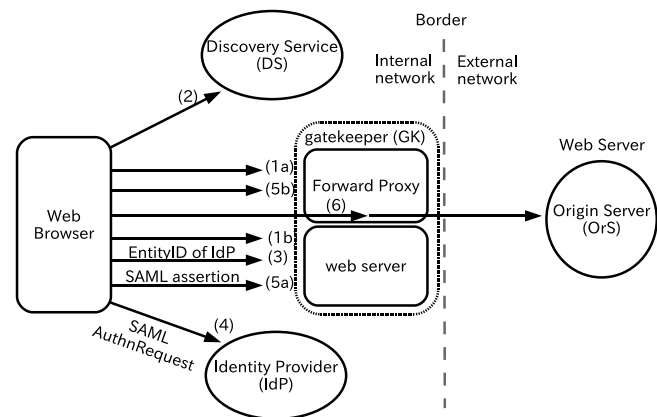 Border
Discovery Service
(DS)
Internal
network
External
network
(2)
gatekeeper (GK)
Web Server
(1a)
(5b)
Forward Proxy
(6)
Web
Browser
Origin Server
(OrS)
(1b)
EntityID of IdP
(3)
web server
SAML assertion
(5a)
(4)
SAML
AuthnRequest
Identity Provider
(IdP)